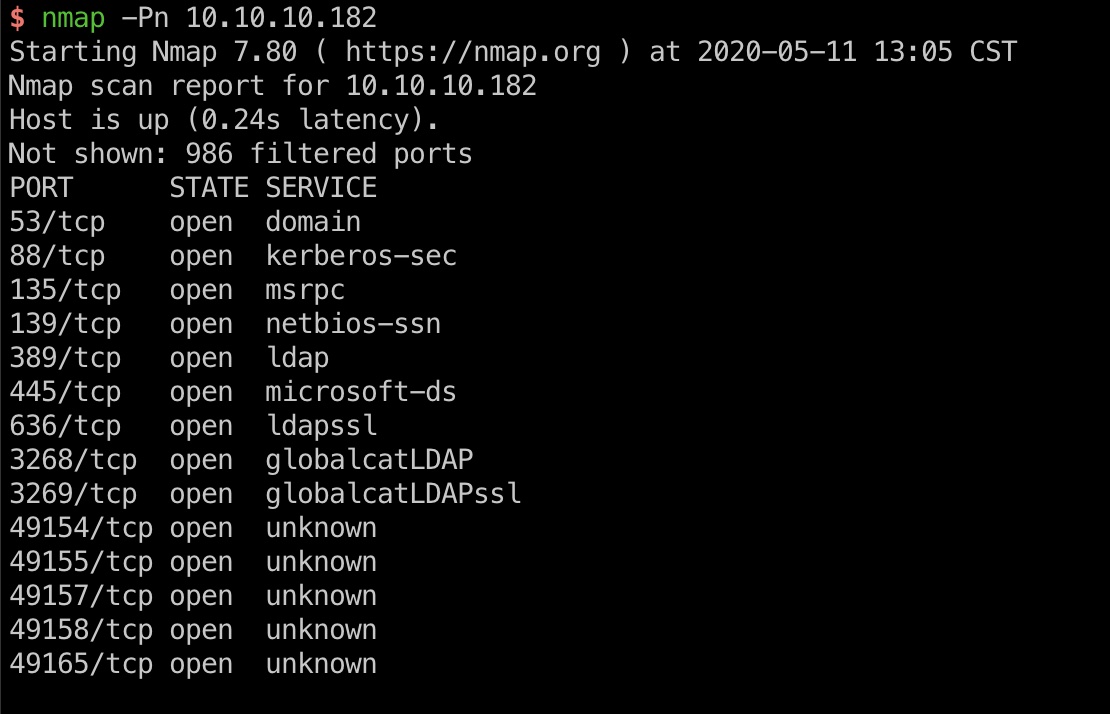 $ nmap -Pn 10.10.10.182
Starting Nmap 7.80 ( https://nmap.org ) at 2020-05-11 13:05 CST
Nmap scan report for 10.10.10.182
Host is up (0.24s latency).
Not shown: 986 filtered ports
PORT      STATE SERVICE
53/tcp    open  domain
88/tcp    open  kerberos-sec
135/tcp   open  msrpc
139/tcp   open  netbios-ssn
389/tcp   open  ldap
445/tcp   open  microsoft-ds
636/tcp   open  ldapssl
3268/tcp  open  globalcatLDAP
3269/tcp  open  globalcatLDAPssl
49154/tcp open  unknown
49155/tcp open  unknown
49157/tcp open  unknown
49158/tcp open  unknown
49165/tcp open  unknown